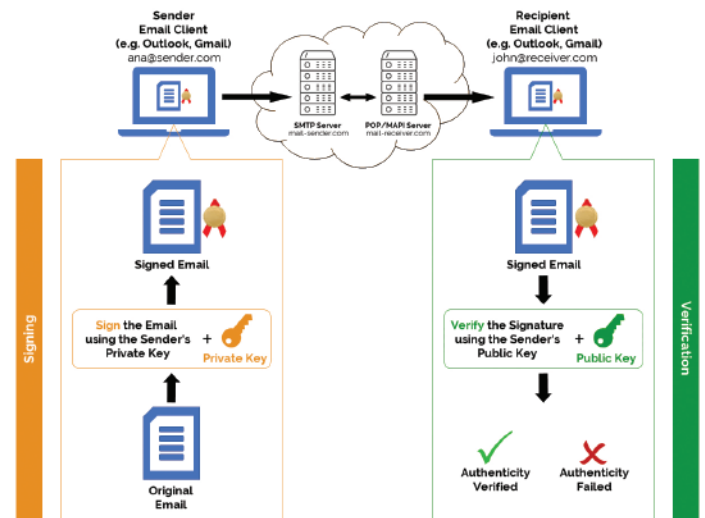 Sender
Email Client
(e.g. Outlook, Gmail)
ana@sender.com
Recipient
Email Client
(e.g. Outlook, Gmail)
john@receiver.com
SMTP Server
mail-sender.com
POP/MAPI Server
mail-receiver.com
Signing
Signed Email
Sign the Email
using the Sender's
Private Key
+
Private Key
Original
Email
Signed Email
Verify the Signature
using the Sender's
Public Key
+
Public Key
Authenticity
Verified
Authenticity
Failed
Verification